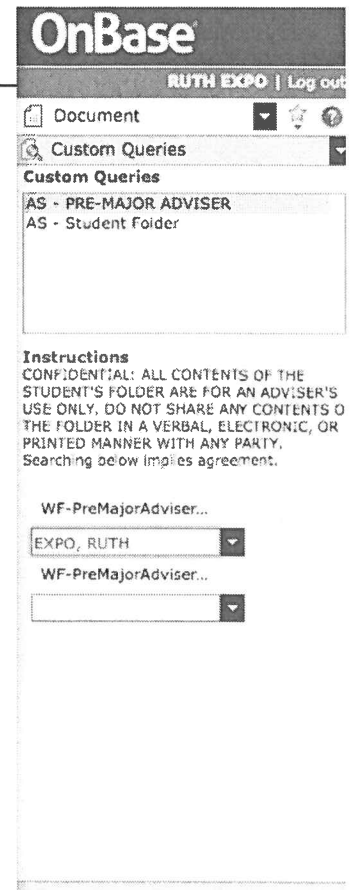 OnBase
RUTH EXPO | Log out
Document
Custom Queries
Custom Queries
AS - PRE-MAJOR ADVISER
AS - Student Folder
Instructions
CONFIDENTIAL: ALL CONTENTS OF THE
STUDENT'S FOLDER ARE FOR AN ADVISER'S
USE ONLY, DO NOT SHARE ANY CONTENTS O
THE FOLDER IN A VERBAL, ELECTRONIC, OR
PRINTED MANNER WITH ANY PARTY.
Searching below implies agreement.
WF-PreMajorAdviser...
EXPO, RUTH
WF-PreMajorAdviser...